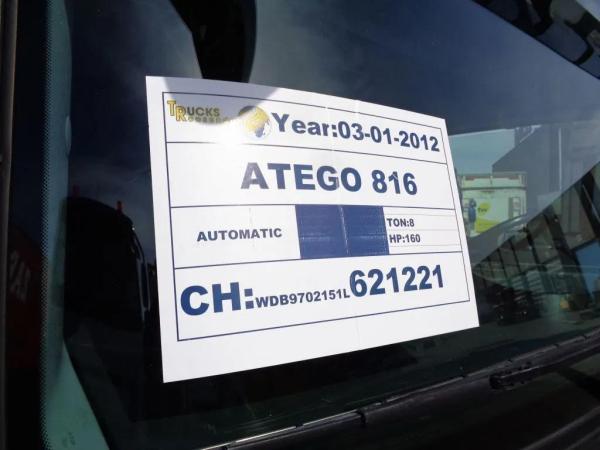 TRUCKS
Year:03-01-2012
ATEGO 816
AUTOMATIC
TON:8
HP:160
CH:WDB9702151L621221